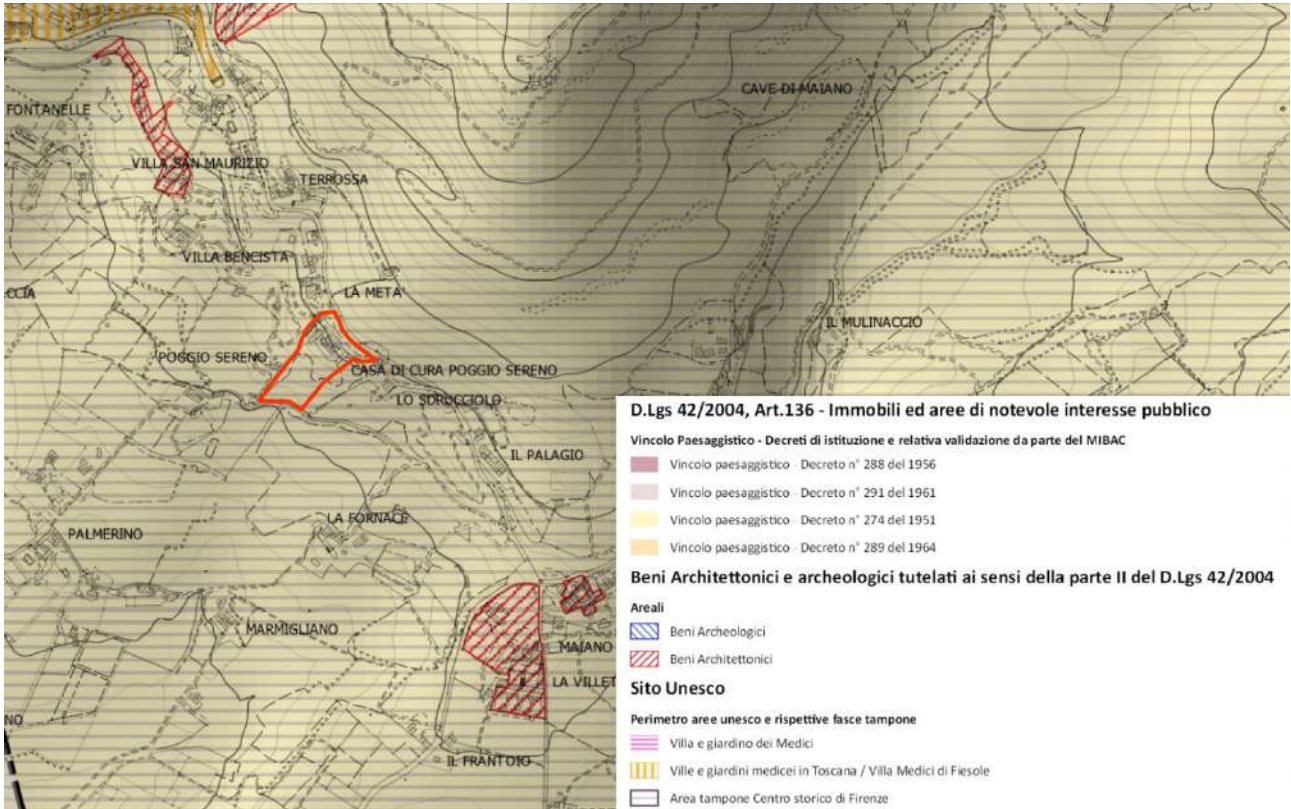 CAVE DI MAIANO
FONTANELLE
VILLA SAN MAURIZIO
TERROSSA
VILLA BENCISTA
CCIA
LA META'
IL MULINACCIO
POGGIO SERENO
CASA DI CURA POGGIO SERENO
LO SDRUCCIOLO
IL PALAGIO
LA FORNACE
PALMERINO
MARMIGLIANO
MAIANO
LA VILLET
NO
IL FRANTOIO
D.Lgs 42/2004, Art.136 - Immobili ed aree di notevole interesse pubblico
Vincolo Paesaggistico - Decreti di istituzione e relativa validazione da parte del MIBAC
Vincolo paesaggistico - Decreto n° 288 del 1956
Vincolo paesaggistico - Decreto n° 291 del 1961
Vincolo paesaggistico - Decreto n° 274 del 1951
Vincolo paesaggistico - Decreto n° 289 del 1964
Beni Architettonici e archeologici tutelati ai sensi della parte II del D.Lgs 42/2004
Areali
Beni Archeologici
Beni Architettonici
Sito Unesco
Perimetro aree unesco e rispettive fasce tampone
Villa e giardino dei Medici
Ville e giardini medicei in Toscana / Villa Medici di Fiesole
Area tampone Centro storico di Firenze